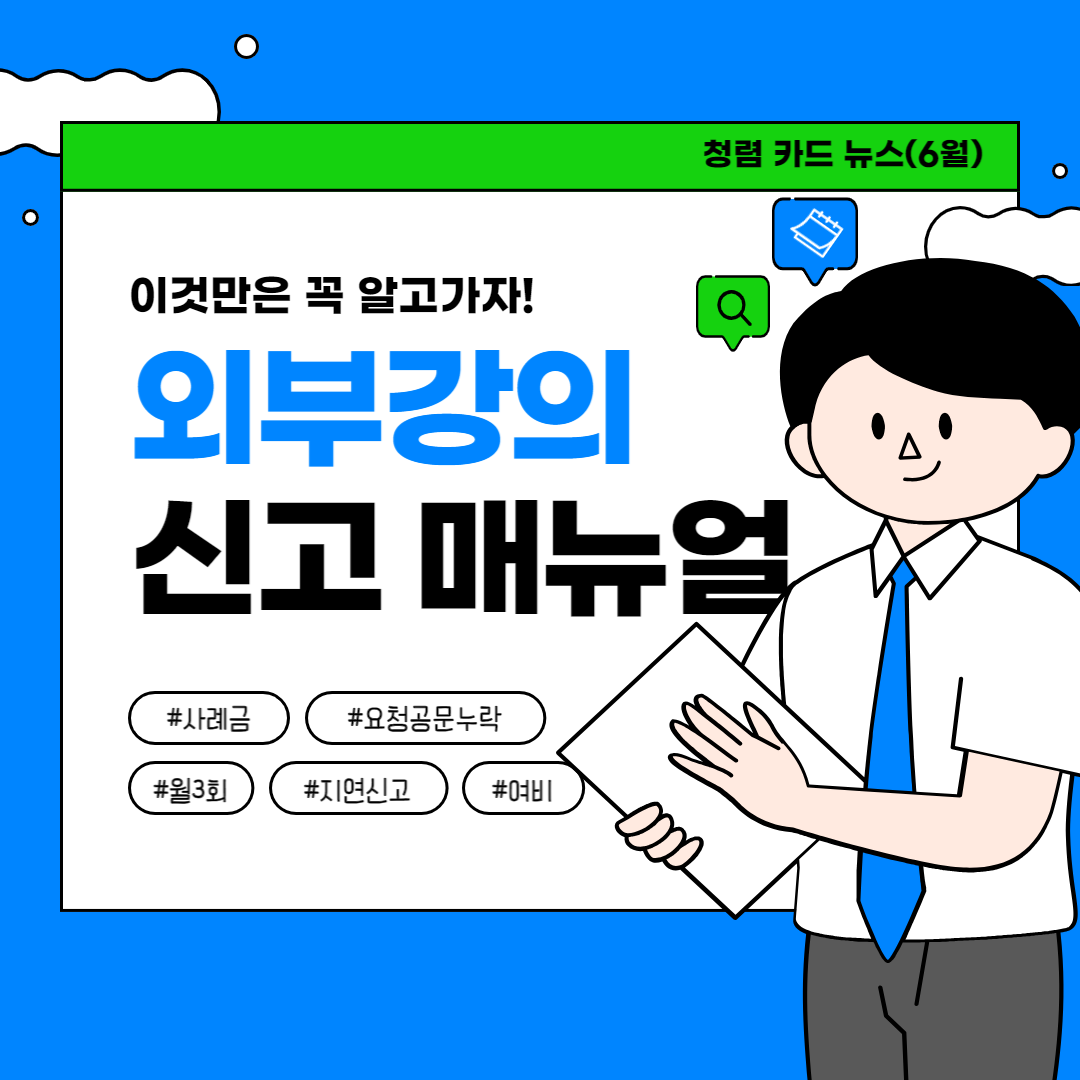 청렴 카드 뉴스(6월)
이것만은 꼭 알고가자!
외부강의
신고 매뉴얼
#사례금 #요청공문누락
#월3회 #지연신고 #여비